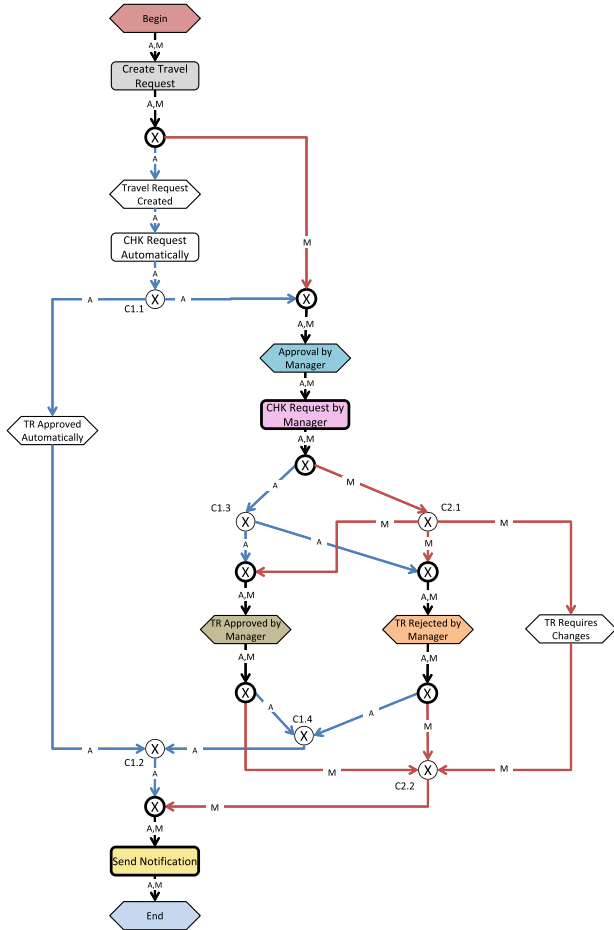 Begin
A,M
Create Travel
Request
A,M
X
A
Travel Request
Created
M
A
CHK Request
Automatically
A
A
X
A
X
C1.1
A,M
Approval by
Manager
A,M
CHK Request by
Manager
TR Approved
Automatically
A,M
X
A
M
C1.3
C2.1
X
M
X
M
A
A
M
X
X
A,M
A,M
TR Approved by
Manager
TR Rejected by
Manager
TR Requires
Changes
A,M
A,M
X
X
A
A
C1.4
X
A
X
A
C1.2
M
X
M
A
C2.2
X
M
A,M
Send Notification
A,M
End